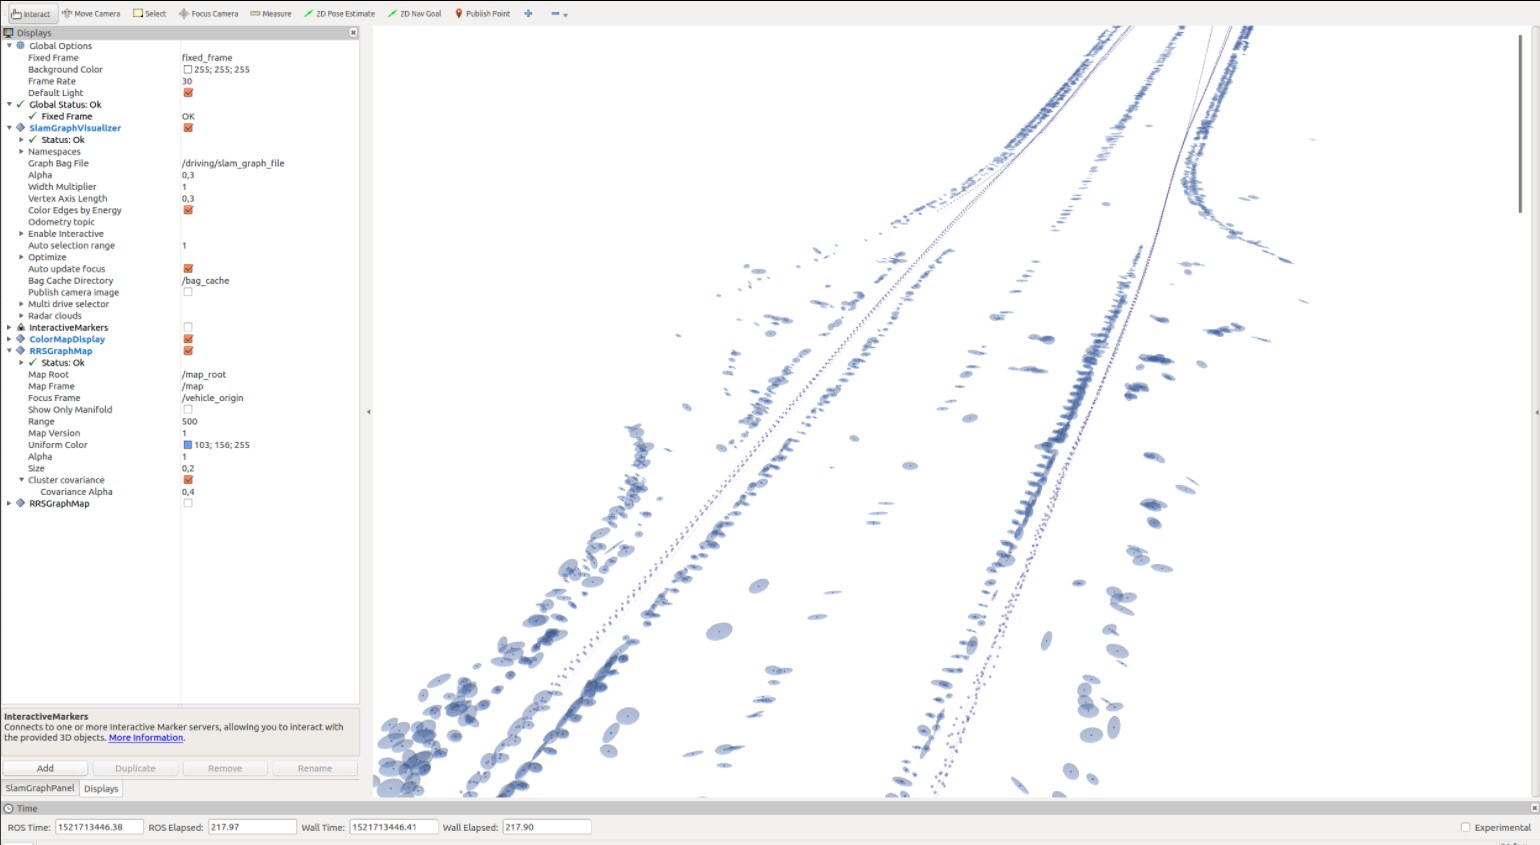 Interact Move Camera Select Focus Camera Measure 2D Pose Estimate 2D Nav Goal Publish Point
Displays
Global Options
Fixed Frame fixed_frame
Background Color 255; 255; 255
Frame Rate 30
Default Light
Global Status: Ok
Fixed Frame OK
SlamGraphVisualizer
Status: Ok
Namespaces
Graph Bag File /driving/slam_graph_file
Alpha 0,3
Width Multiplier 1
Vertex Axis Length 0,3
Color Edges by Energy
Odometry topic
Enable Interactive
Auto selection range 1
Optimize
Auto update focus
Bag Cache Directory /bag_cache
Publish camera image
Multi drive selector
Radar clouds
InteractiveMarkers
ColorMapDisplay
RRSGraphMap
Status: Ok
Map Root /map_root
Map Frame /map
Focus Frame /vehicle_origin
Show Only Manifold
Range 500
Map Version 1
Uniform Color 103; 156; 255
Alpha 1
Size 0,2
Cluster covariance
Covariance Alpha 0,4
RRSGraphMap
InteractiveMarkers
Connects to one or more Interactive Marker servers, allowing you to interact with
the provided 3D objects. More Information.
Add Duplicate Remove Rename
SlamGraphPanel Displays
Time
ROS Time: 1521713446.38 ROS Elapsed: 217.97 Wall Time: 1521713446.41 Wall Elapsed: 217.90 Experimental